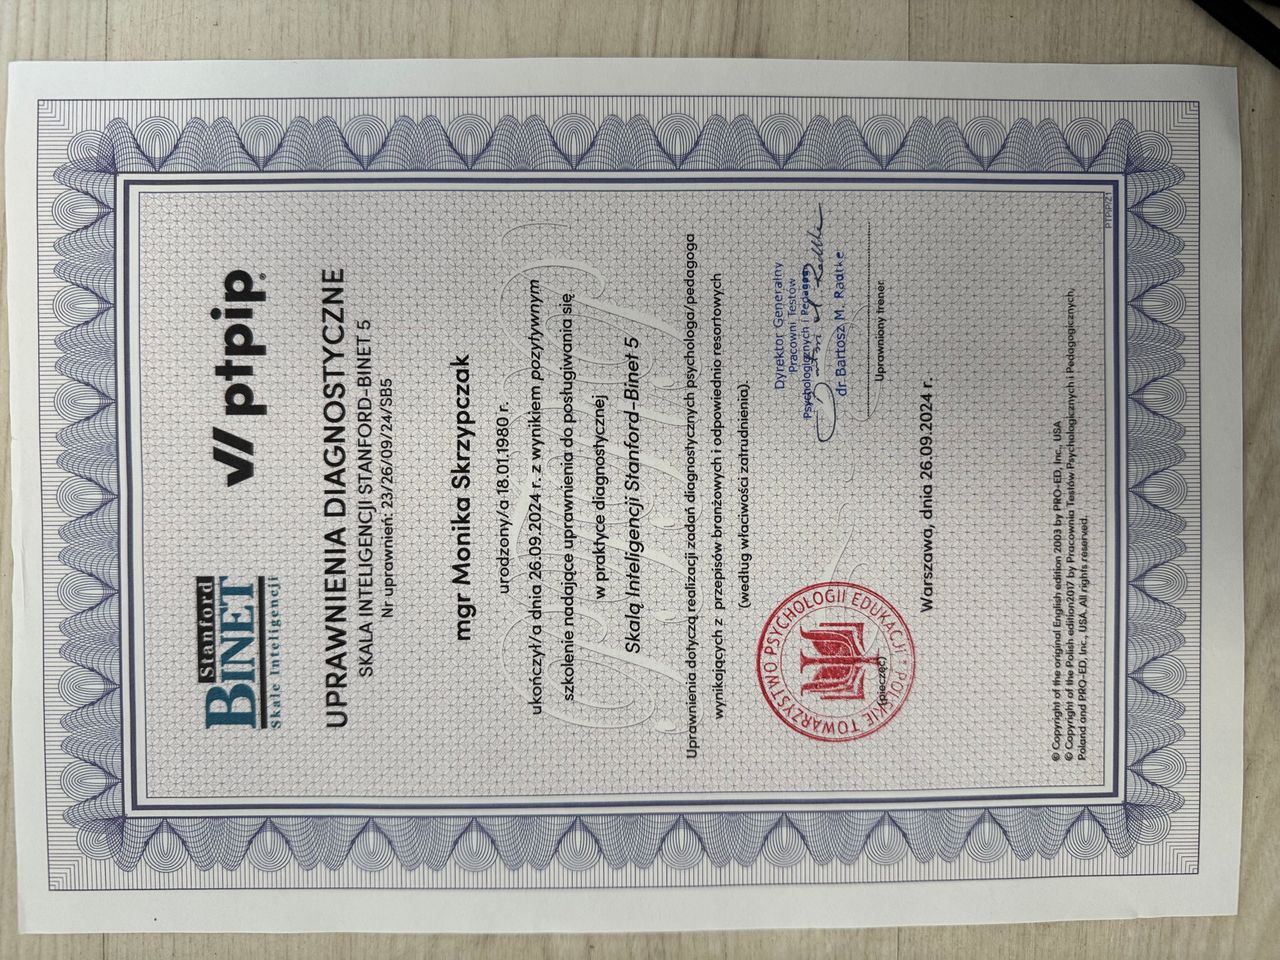 Stanford
BINET
Skale Inteligencji
ptpip®
UPRAWNIENIA DIAGNOSTYCZNE
SKALA INTELIGENCJI STANFORD-BINET 5
Nr uprawnień: 23/26/09/24/SB5
mgr Monika Skrzypczak
urodzony/a 18.01.1980 r.
ukończył/a dnia 26.09.2024 r. z wynikiem pozytywnym
szkolenie nadające uprawnienia do posługiwania się
w praktyce diagnostycznej
Skalą Inteligencji Stanford-Binet 5
Uprawnienia dotyczą realizacji zadań diagnostycznych psychologa/pedagoga
wynikających z przepisów branżowych i odpowiednio resortowych
(według właciwości zatrudnienia).
POLSKIE TOWARZYSTWO PSYCHOLOGII EDUKACJI
(pieczęć)
Dyrektor Generalny
Pracowni Testów
Psychologicznych i Pedagog
dr Bartosz M. Radtke
Uprawniony trener
Warszawa, dnia 26.09.2024 r.
© Copyright of the original English edition 2003 by PRO-ED, Inc., USA
© Copyright of the Polish edition2017 by Pracownia Testów Psychologicznych i Pedagogicznych,
Poland and PRO-ED, Inc., USA. All rights reserved.